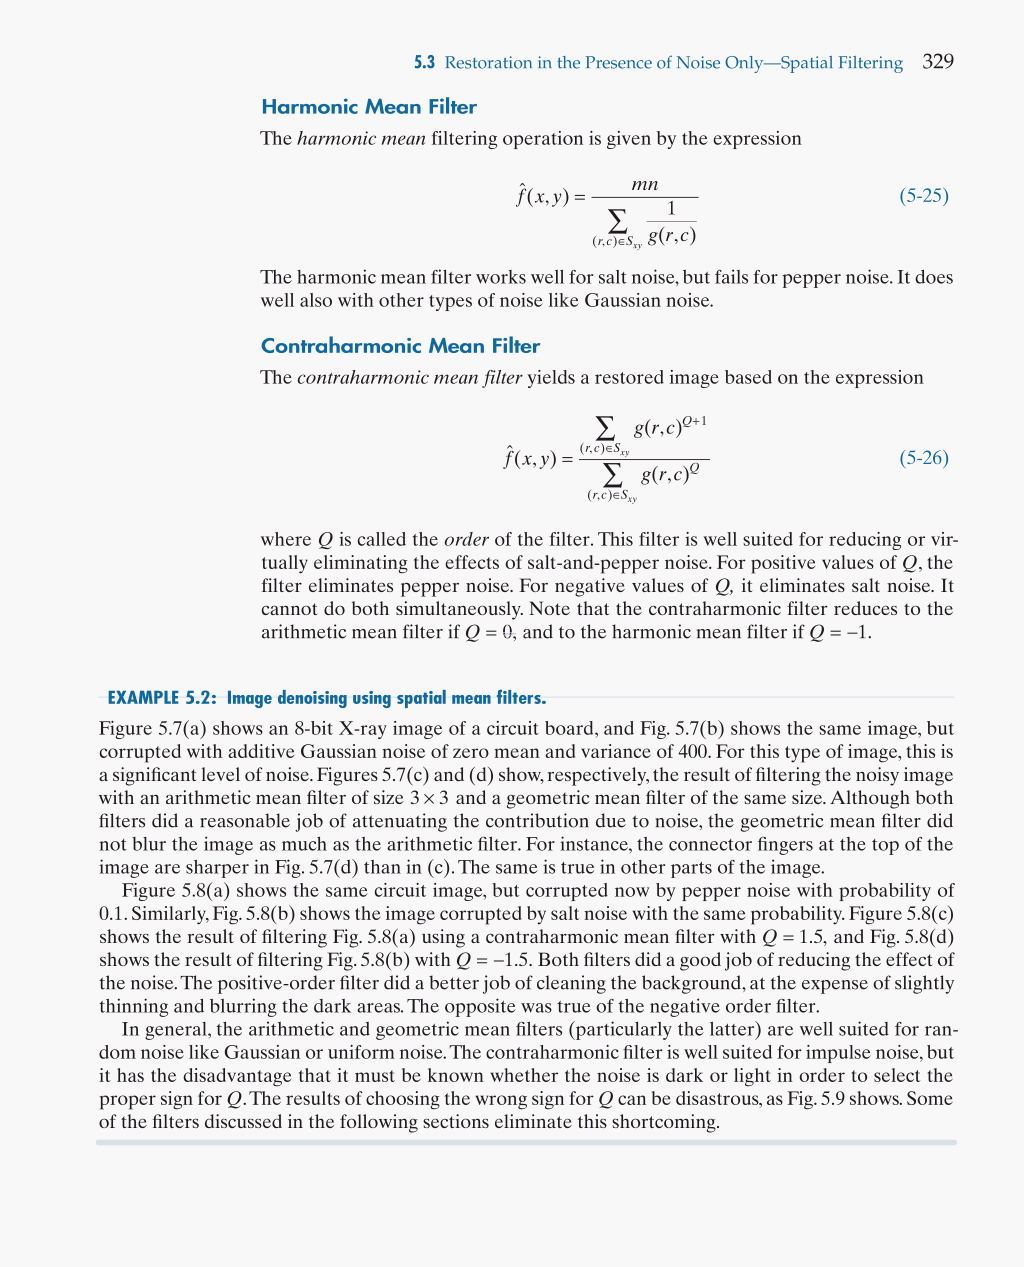 5.3 Restoration in the Presence of Noise Only—Spatial Filtering 329
Harmonic Mean Filter
The harmonic mean filtering operation is given by the expression
f̂(x, y) = mn / ∑_{(r,c)∈S_xy} 1/g(r,c) (5-25)
The harmonic mean filter works well for salt noise, but fails for pepper noise. It does
well also with other types of noise like Gaussian noise.
Contraharmonic Mean Filter
The contraharmonic mean filter yields a restored image based on the expression
f̂(x, y) = ∑_{(r,c)∈S_xy} g(r,c)^{Q+1} / ∑_{(r,c)∈S_xy} g(r,c)^Q (5-26)
where Q is called the order of the filter. This filter is well suited for reducing or vir-
tually eliminating the effects of salt-and-pepper noise. For positive values of Q, the
filter eliminates pepper noise. For negative values of Q, it eliminates salt noise. It
cannot do both simultaneously. Note that the contraharmonic filter reduces to the
arithmetic mean filter if Q = 0, and to the harmonic mean filter if Q = −1.
EXAMPLE 5.2: Image denoising using spatial mean filters.
Figure 5.7(a) shows an 8-bit X-ray image of a circuit board, and Fig. 5.7(b) shows the same image, but
corrupted with additive Gaussian noise of zero mean and variance of 400. For this type of image, this is
a significant level of noise. Figures 5.7(c) and (d) show, respectively, the result of filtering the noisy image
with an arithmetic mean filter of size 3 × 3 and a geometric mean filter of the same size. Although both
filters did a reasonable job of attenuating the contribution due to noise, the geometric mean filter did
not blur the image as much as the arithmetic filter. For instance, the connector fingers at the top of the
image are sharper in Fig. 5.7(d) than in (c). The same is true in other parts of the image.
Figure 5.8(a) shows the same circuit image, but corrupted now by pepper noise with probability of
0.1. Similarly, Fig. 5.8(b) shows the image corrupted by salt noise with the same probability. Figure 5.8(c)
shows the result of filtering Fig. 5.8(a) using a contraharmonic mean filter with Q = 1.5, and Fig. 5.8(d)
shows the result of filtering Fig. 5.8(b) with Q = −1.5. Both filters did a good job of reducing the effect of
the noise. The positive-order filter did a better job of cleaning the background, at the expense of slightly
thinning and blurring the dark areas. The opposite was true of the negative order filter.
In general, the arithmetic and geometric mean filters (particularly the latter) are well suited for ran-
dom noise like Gaussian or uniform noise. The contraharmonic filter is well suited for impulse noise, but
it has the disadvantage that it must be known whether the noise is dark or light in order to select the
proper sign for Q. The results of choosing the wrong sign for Q can be disastrous, as Fig. 5.9 shows. Some
of the filters discussed in the following sections eliminate this shortcoming.